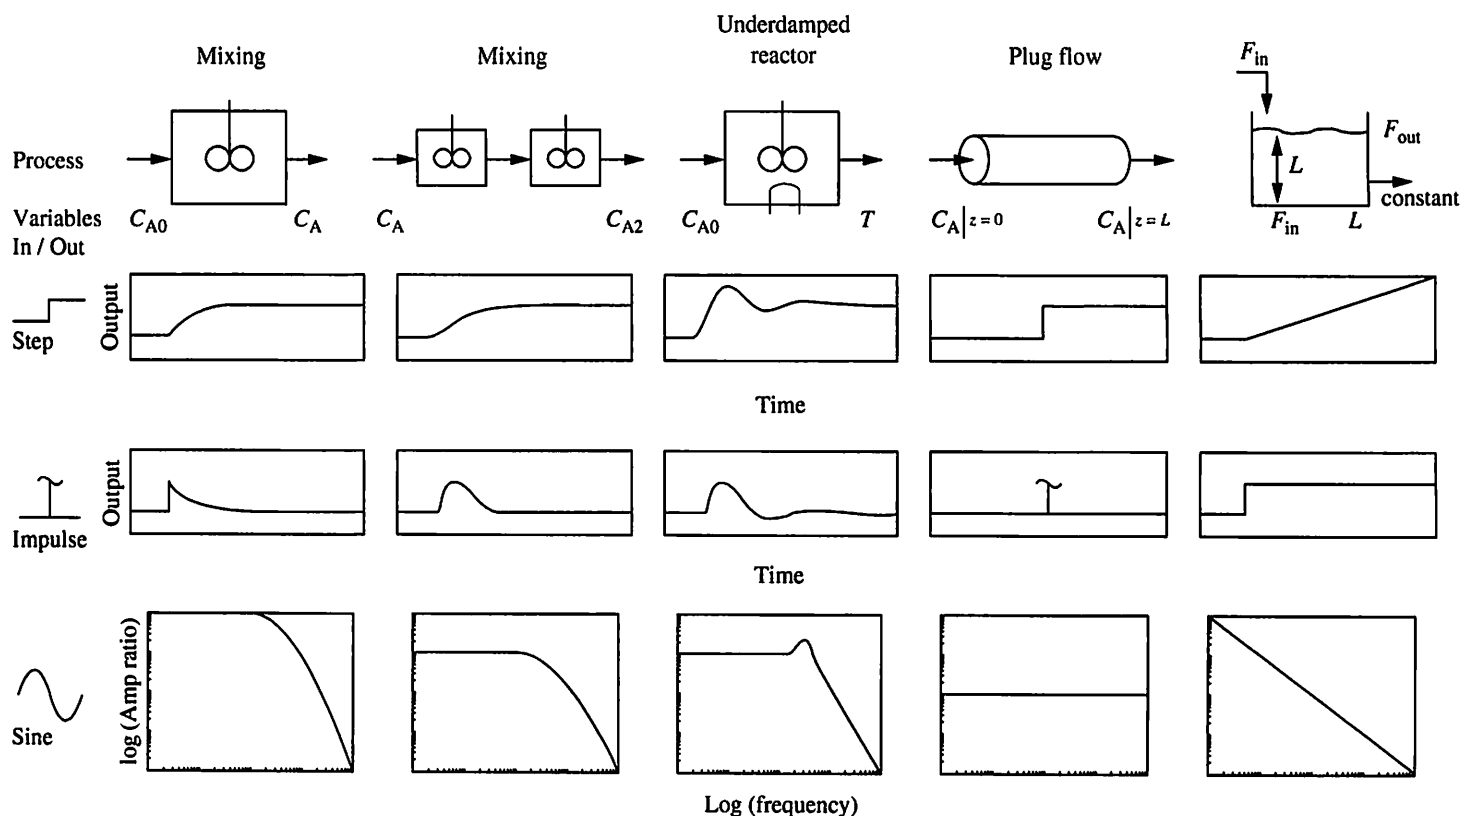 Mixing
Mixing
Underdamped
reactor
Plug flow
F_in
Process
F_out
L
constant
Variables
In / Out
C_A0
C_A
C_A
C_A2
C_A0
T
C_A|z = 0
C_A|z = L
F_in
L
Step
Output
Time
Impulse
Output
Time
Sine
log (Amp ratio)
Log (frequency)